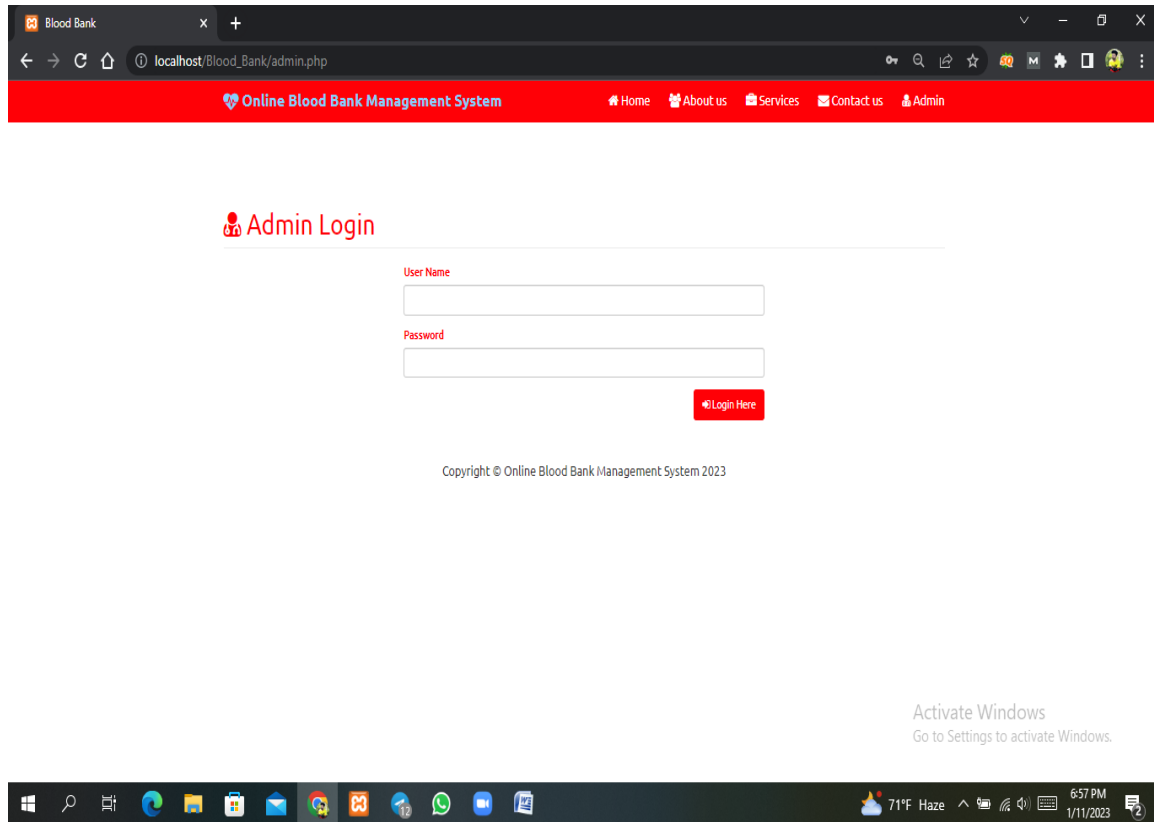 Blood Bank
localhost/Blood_Bank/admin.php
Online Blood Bank Management System Home About us Services Contact us Admin
Admin Login
User Name
Password
Login Here
Copyright © Online Blood Bank Management System 2023
Activate Windows
Go to Settings to activate Windows.
12
71°F Haze
6:57 PM
1/11/2023
2